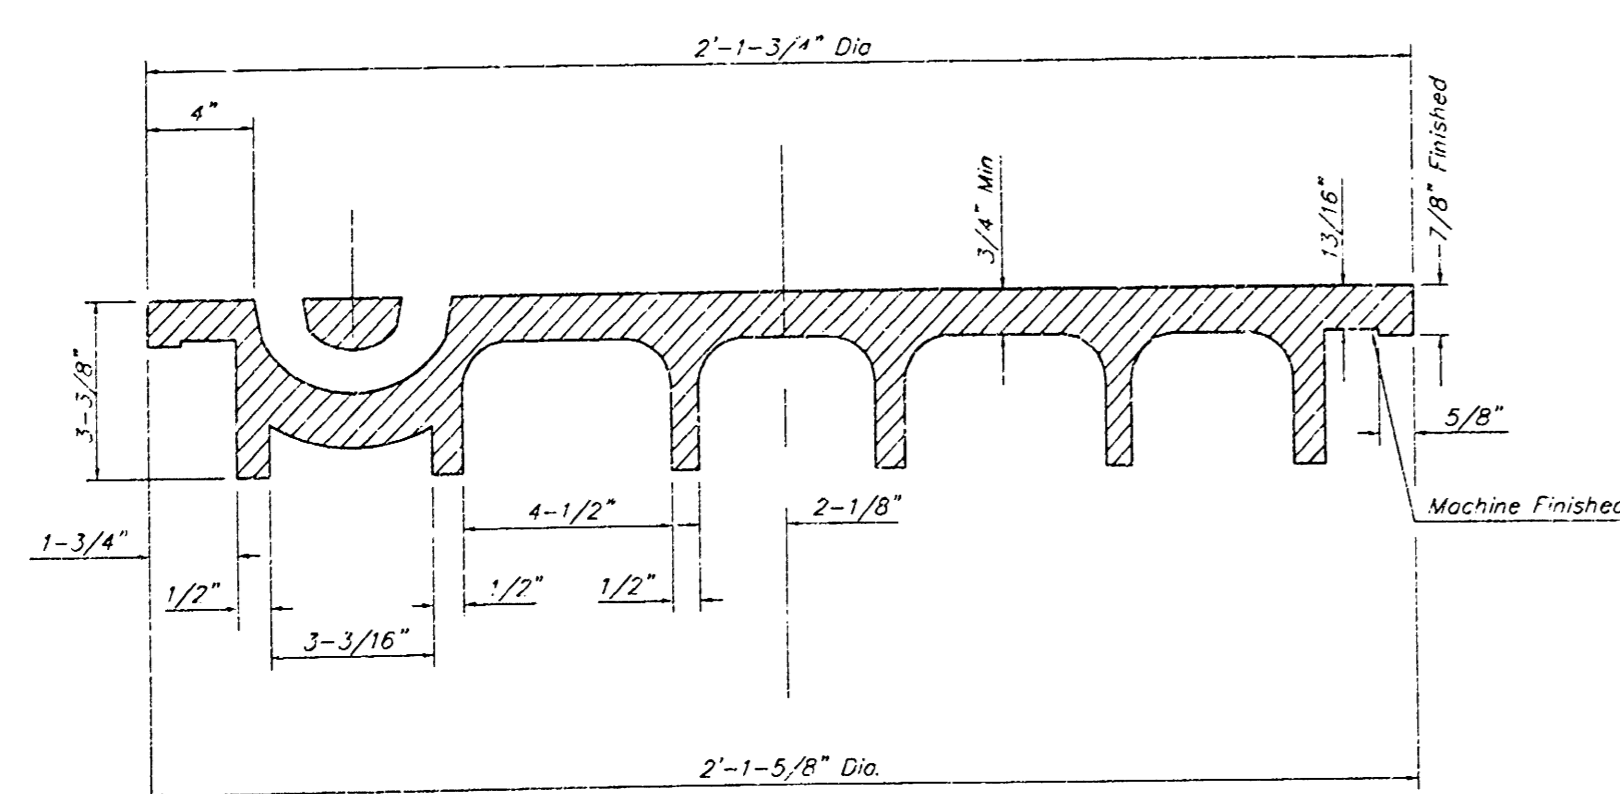 2'-1-3/4" Dia
4"
3/4" Min
13/16"
7/8" Finished
3-3/8"
5/8"
4-1/2"
2-1/8"
Machine Finished
1-3/4"
1/2"
1/2"
1/2"
3-3/16"
2'-1-5/8" Dia.